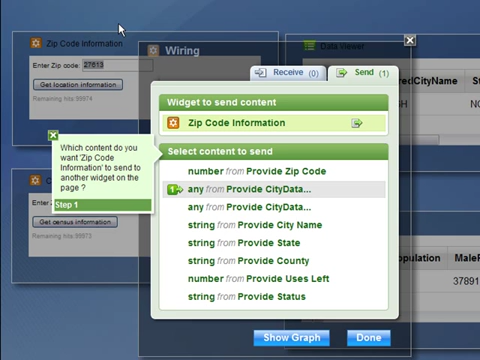 Zip Code Information
Enter Zip code: 27613
Get location information
Remaining hits: 99974
Wiring
Data Viewer
redCityName
Receive (0)
Send (1)
Widget to send content
Zip Code Information
Select content to send
number from Provide Zip Code
any from Provide CityData...
any from Provide CityData...
string from Provide City Name
string from Provide State
string from Provide County
number from Provide Uses Left
string from Provide Status
Which content do you
want 'Zip Code
Information' to send to
another widget on the
page ?
Step 1
Get census information
Remaining hits: 99973
opulation
37891
Show Graph
Done